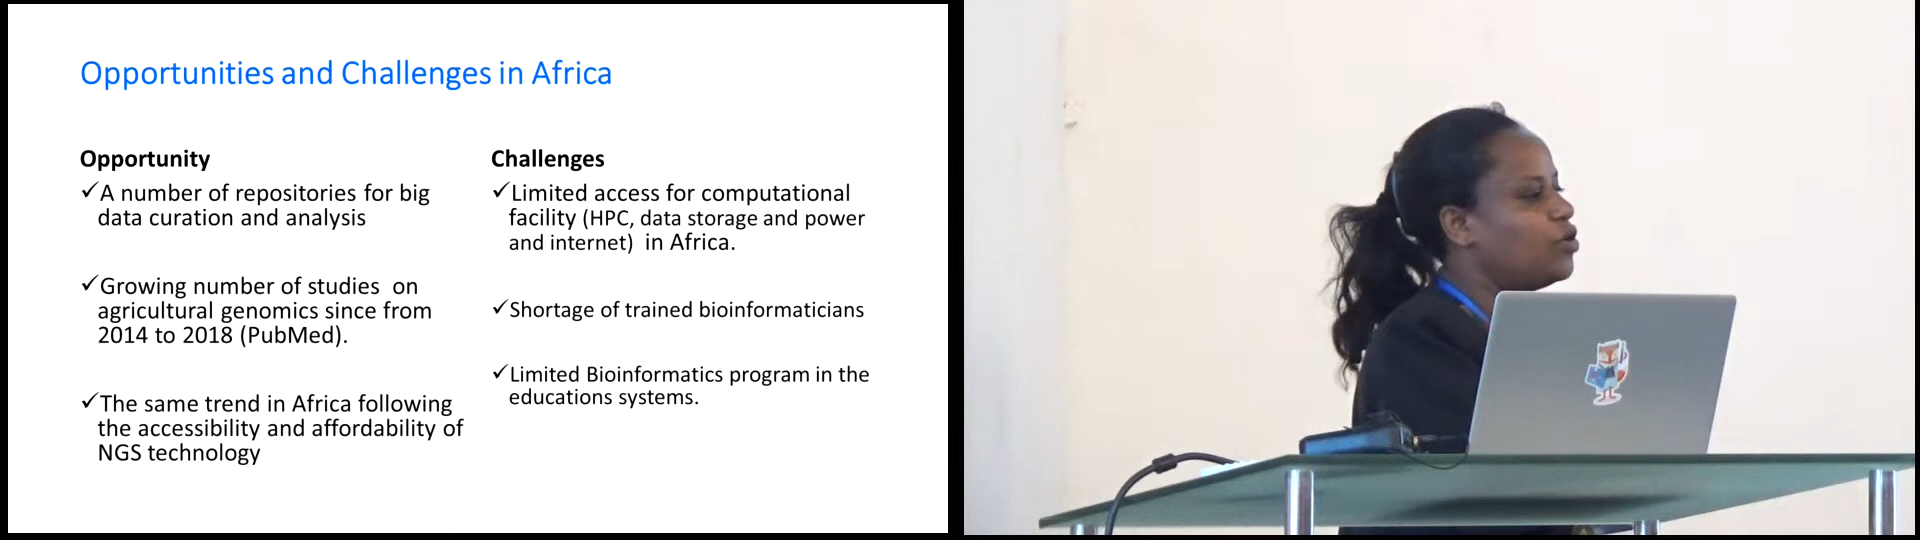 Opportunities and Challenges in Africa
Opportunity
✓A number of repositories for big
data curation and analysis
✓Growing number of studies  on
agricultural genomics since from
2014 to 2018 (PubMed).
✓The same trend in Africa following
the accessibility and affordability of
NGS technology
Challenges
✓Limited access for computational
facility (HPC, data storage and power
and internet)  in Africa.
✓Shortage of trained bioinformaticians
✓Limited Bioinformatics program in the
educations systems.